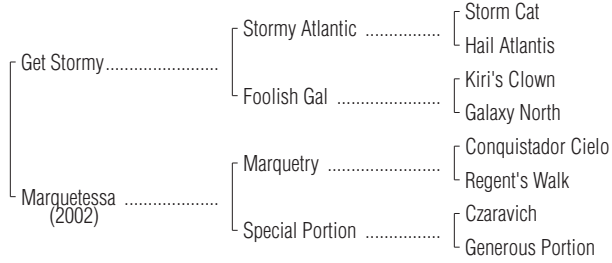 Storm Cat
Stormy Atlantic ..................
Hail Atlantis
Get Stormy...........................
Kiri's Clown
Foolish Gal .........................
Galaxy North
Conquistador Cielo
Marquetry ...........................
Regent's Walk
Marquetessa ......................
(2002)
Czaravich
Special Portion ..................
Generous Portion